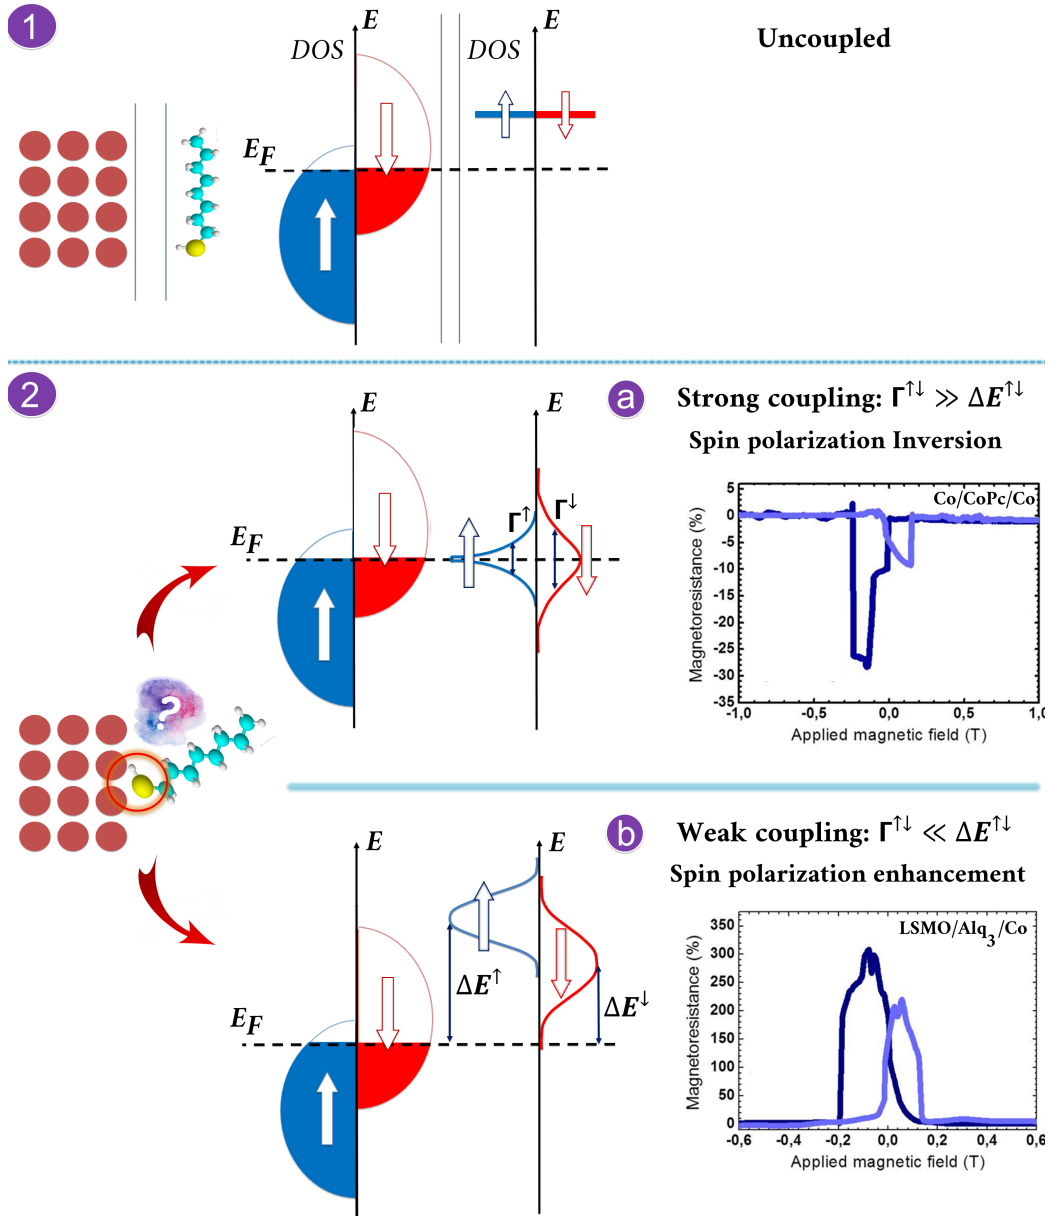 1
E
E
DOS
DOS
Uncoupled
E_F
2
E
E
a
Strong coupling: Γ↑↓ ≫ ΔE↑↓
Spin polarization Inversion
Co/CoPc/Co
Magnetoresistance (%)
5
0
-5
-10
-15
-20
-25
-30
-35
-1,0
-0,5
0,0
0,5
1,0
Applied magnetic field (T)
E_F
Γ↑
Γ↓
?
b
Weak coupling: Γ↑↓ ≪ ΔE↑↓
Spin polarization enhancement
E
E
LSMO/Alq₃/Co
Magnetoresistance (%)
350
300
250
200
150
100
50
0
-0,6
-0,4
-0,2
0,0
0,2
0,4
0,6
Applied magnetic field (T)
ΔE↑
ΔE↓
E_F